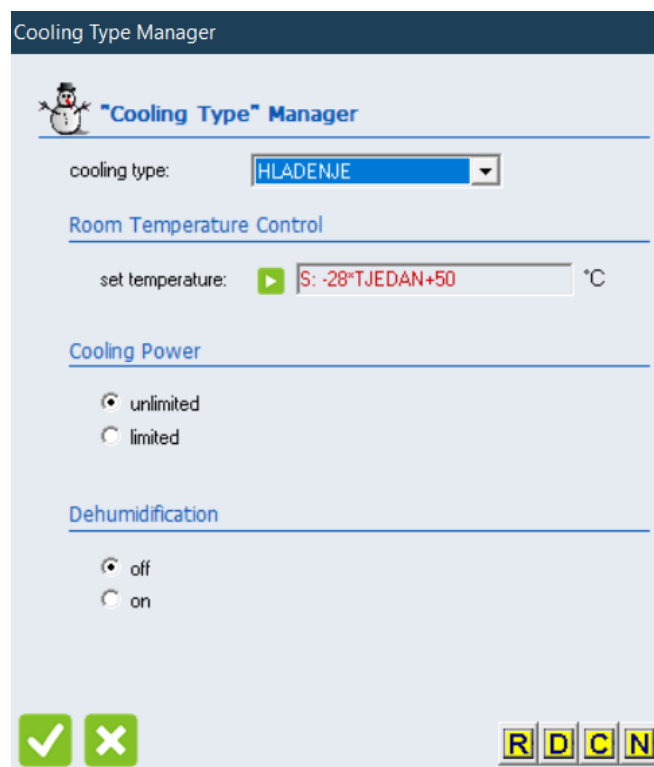 Cooling Type Manager
"Cooling Type" Manager
cooling type: HLADENJE
Room Temperature Control
set temperature: S: -28*TJEDAN+50 °C
Cooling Power
unlimited
limited
Dehumidification
off
on
R D C N